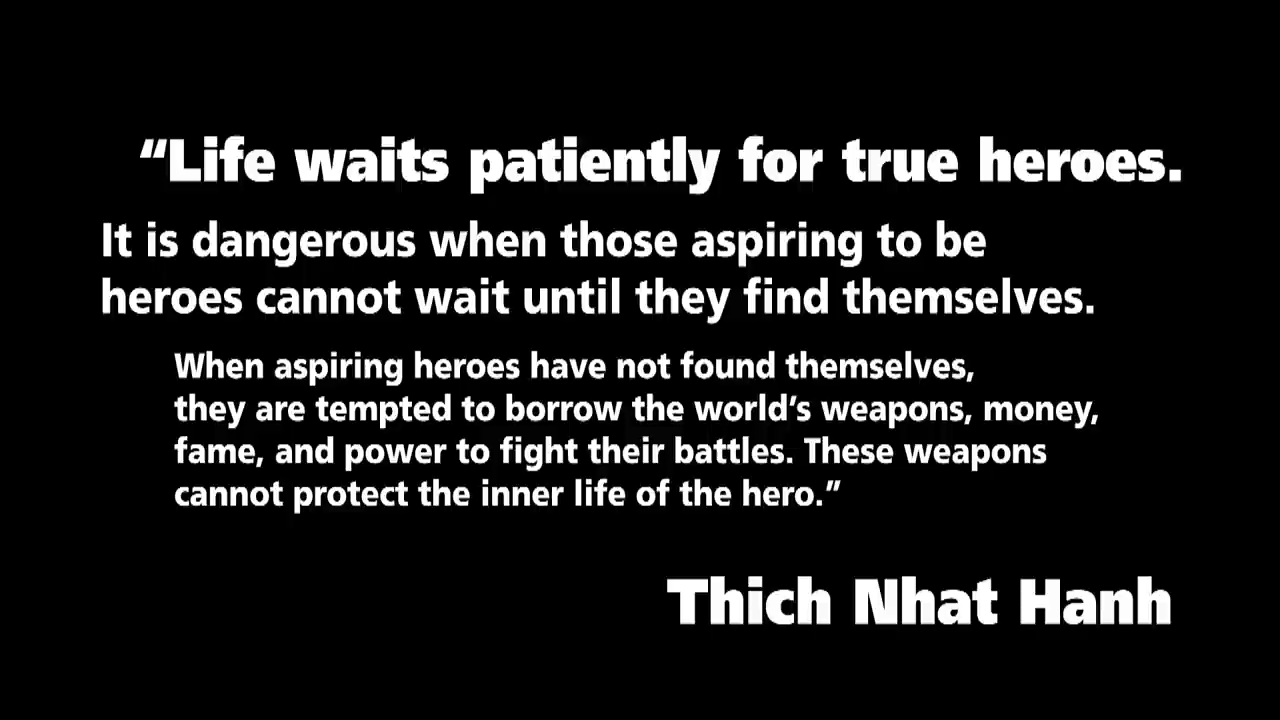 “Life waits patiently for true heroes.
It is dangerous when those aspiring to be
heroes cannot wait until they find themselves.
When aspiring heroes have not found themselves,
they are tempted to borrow the world’s weapons, money,
fame, and power to fight their battles. These weapons
cannot protect the inner life of the hero.”
Thich Nhat Hanh